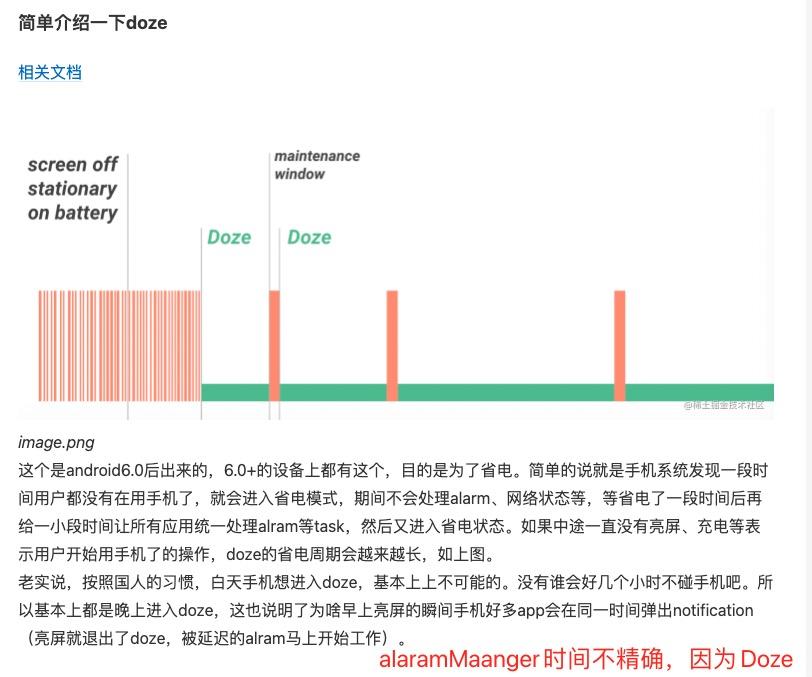 简单介绍一下doze
相关文档
screen off
stationary
on battery
maintenance
window
Doze
Doze
@稀土掘金技术社区
image.png
这个是android6.0后出来的，6.0+的设备上都有这个，目的是为了省电。简单的说就是手机系统发现一段时
间用户都没有在用手机了，就会进入省电模式，期间不会处理alarm、网络状态等，等省电了一段时间后再
给一小段时间让所有应用统一处理alram等task，然后又进入省电状态。如果中途一直没有亮屏、充电等表
示用户开始用手机了的操作，doze的省电周期会越来越长，如上图。
老实说，按照国人的习惯，白天手机想进入doze，基本上上不可能的。没有谁会好几个小时不碰手机吧。所
以基本上都是晚上进入doze，这也说明了为啥早上亮屏的瞬间手机好多app会在同一时间弹出notification
（亮屏就退出了doze，被延迟的alram马上开始工作）。
alaramMaanger时间不精确，因为Doze